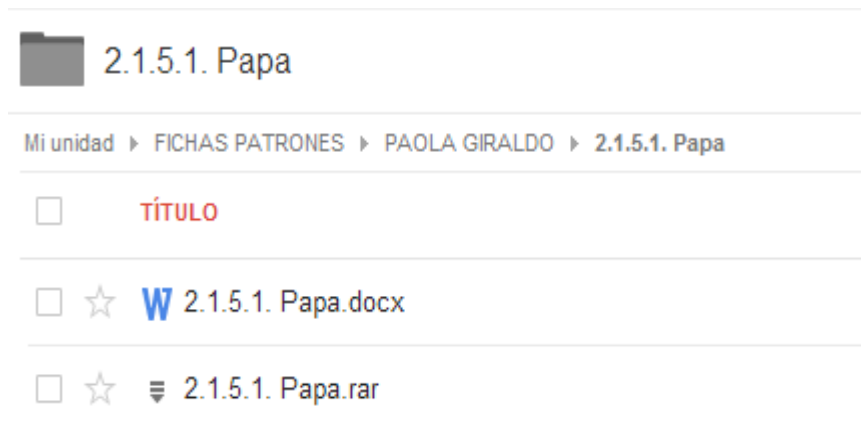 2.1.5.1. Papa
Mi unidad FICHAS PATRONES PAOLA GIRALDO 2.1.5.1. Papa
TÍTULO
W 2.1.5.1. Papa.docx
2.1.5.1. Papa.rar